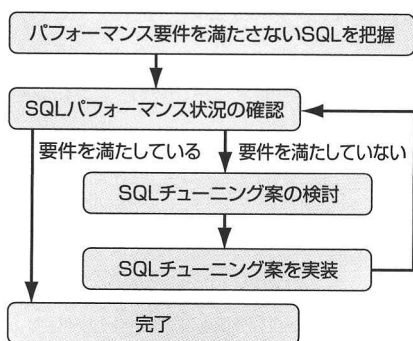 パフォーマンス要件を満たさないSQLを把握
SQLパフォーマンス状況の確認
要件を満たしている
要件を満たしていない
SQLチューニング案の検討
SQLチューニング案を実装
完了